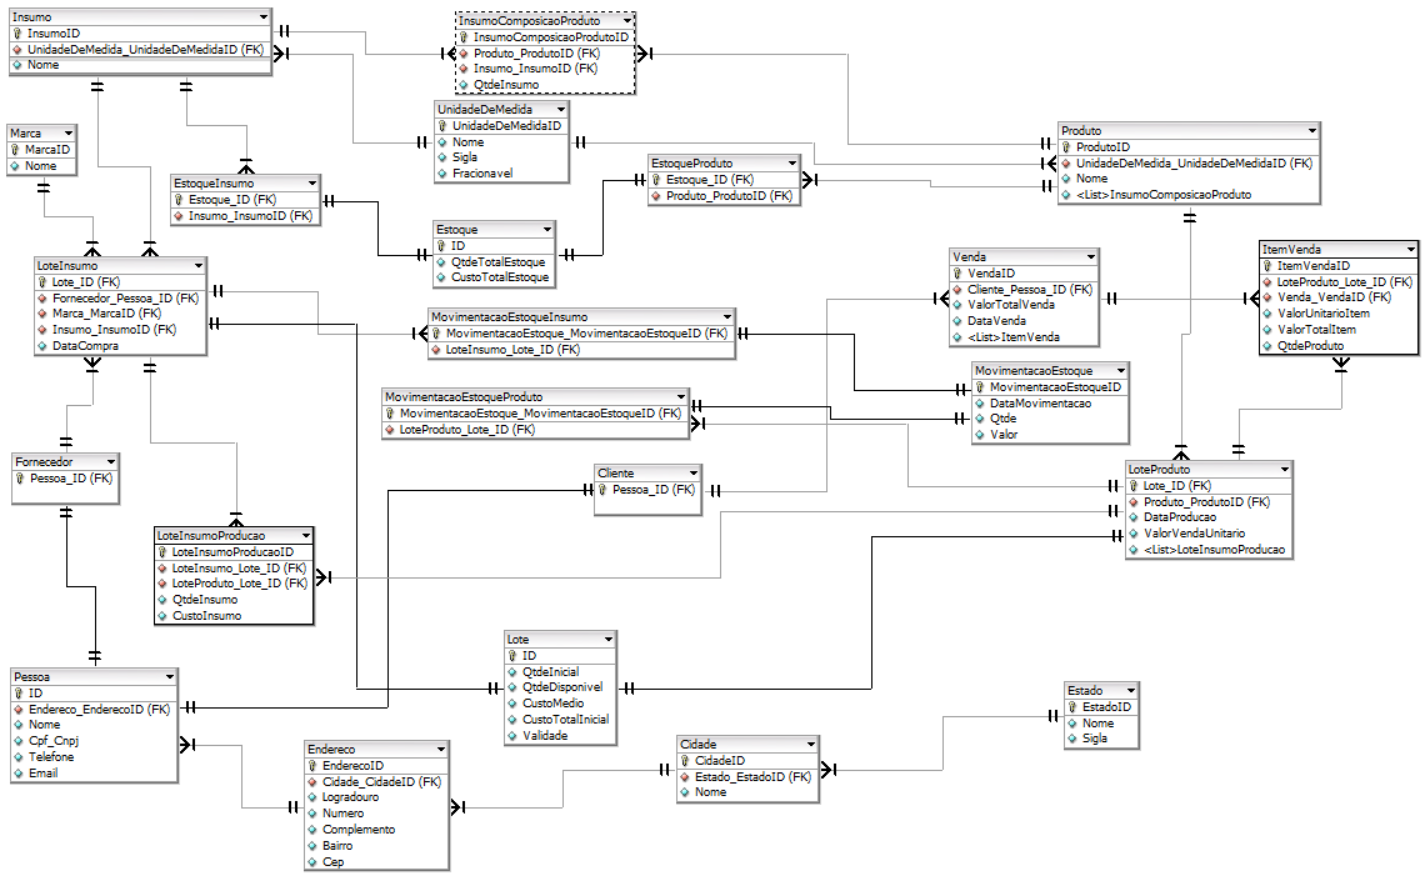 Insumo
InsumoID
UnidadeDeMedida_UnidadeDeMedidaID (FK)
Nome
InsumoComposicaoProduto
InsumoComposicaoProdutoID
Produto_ProdutoID (FK)
Insumo_InsumoID (FK)
QtdeInsumo
Marca
MarcaID
Nome
UnidadeDeMedida
UnidadeDeMedidaID
Nome
Sigla
Fracionavel
Produto
ProdutoID
UnidadeDeMedida_UnidadeDeMedidaID (FK)
Nome
<List>InsumoComposicaoProduto
EstoqueInsumo
Estoque_ID (FK)
Insumo_InsumoID (FK)
EstoqueProduto
Estoque_ID (FK)
Produto_ProdutoID (FK)
Estoque
ID
QtdeTotalEstoque
CustoTotalEstoque
LoteInsumo
Lote_ID (FK)
Fornecedor_Pessoa_ID (FK)
Marca_MarcaID (FK)
Insumo_InsumoID (FK)
DataCompra
Venda
VendaID
Cliente_Pessoa_ID (FK)
ValorTotalVenda
DataVenda
<List>ItemVenda
ItemVenda
ItemVendaID
LoteProduto_Lote_ID (FK)
Venda_VendaID (FK)
ValorUnitarioItem
ValorTotalItem
QtdeProduto
MovimentacaoEstoqueInsumo
MovimentacaoEstoque_MovimentacaoEstoqueID (FK)
LoteInsumo_Lote_ID (FK)
MovimentacaoEstoque
MovimentacaoEstoqueID
DataMovimentacao
Qtde
Valor
MovimentacaoEstoqueProduto
MovimentacaoEstoque_MovimentacaoEstoqueID (FK)
LoteProduto_Lote_ID (FK)
Fornecedor
Pessoa_ID (FK)
Cliente
Pessoa_ID (FK)
LoteProduto
Lote_ID (FK)
Produto_ProdutoID (FK)
DataProducao
ValorVendaUnitario
<List>LoteInsumoProducao
LoteInsumoProducao
LoteInsumoProducaoID
LoteInsumo_Lote_ID (FK)
LoteProduto_Lote_ID (FK)
QtdeInsumo
CustoInsumo
Lote
ID
QtdeInicial
QtdeDisponivel
CustoMedio
CustoTotalInicial
Validade
Pessoa
ID
Endereco_EnderecoID (FK)
Nome
Cpf_Cnpj
Telefone
Email
Endereco
EnderecoID
Cidade_CidadeID (FK)
Logradouro
Numero
Complemento
Bairro
Cep
Cidade
CidadeID
Estado_EstadoID (FK)
Nome
Estado
EstadoID
Nome
Sigla